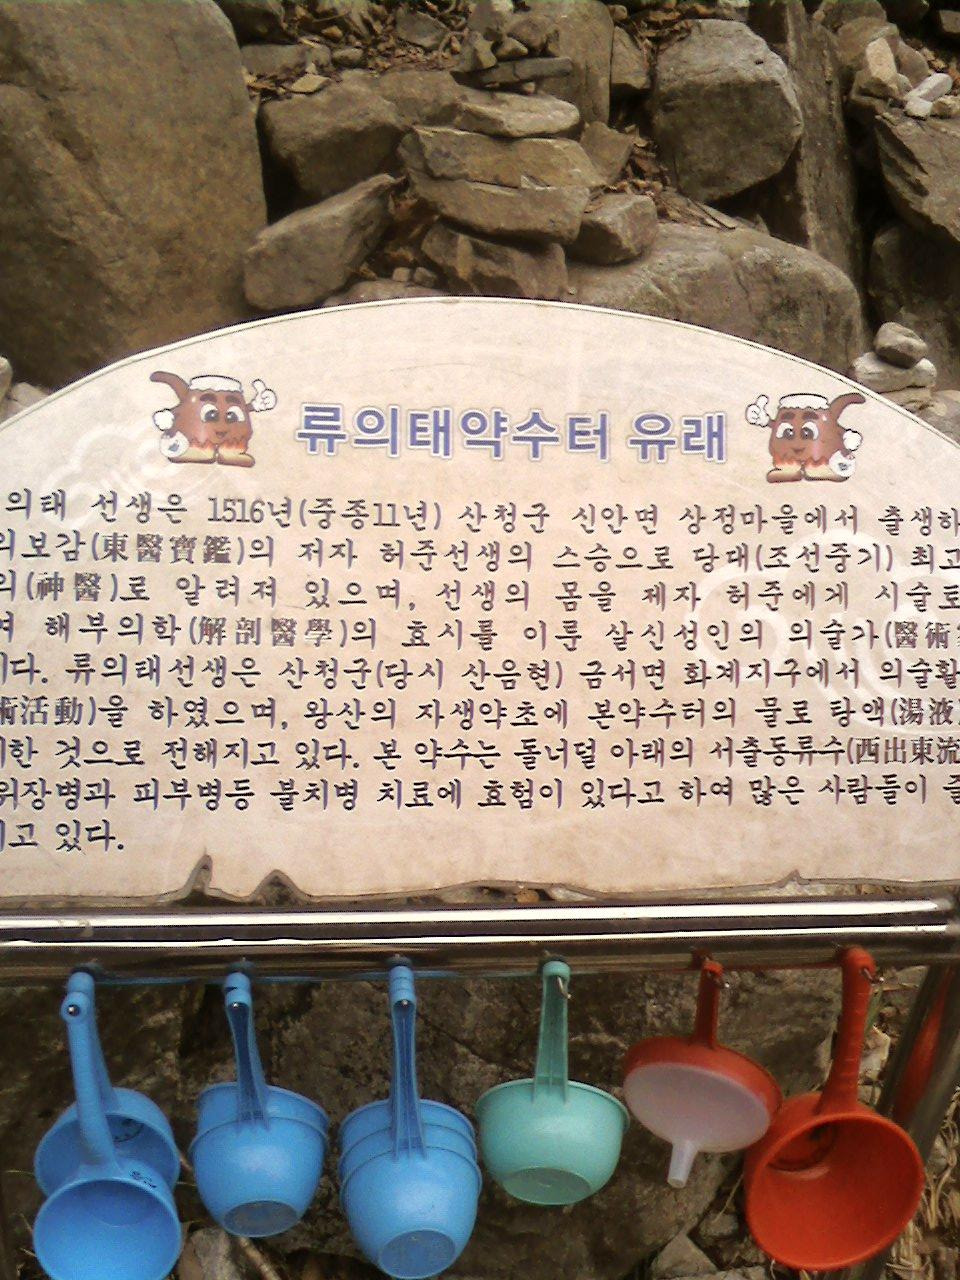 류의태약수터 유래
의태 선생은 1516년(중종11년) 산청군 신안면 상정마을에서 출생하
의보감(東醫寶鑑)의 저자 허준선생의 스승으로 당대(조선중기) 최고
의(神醫)로 알려져 있으며, 선생의 몸을 제자 허준에게 시술토
여 해부의학(解剖醫學)의 효시를 이룬 살신성인의 의술가(醫術
다. 류의태선생은 산청군(당시 산음현) 금서면 화계지구에서 의술활
術活動)을 하였으며, 왕산의 자생약초에 본약수터의 물로 탕액(湯液)
한 것으로 전해지고 있다. 본 약수는 돌너덜 아래의 서출동류수(西出東流
위장병과 피부병등 불치병 치료에 효험이 있다고 하여 많은 사람들이 즐
고 있다.